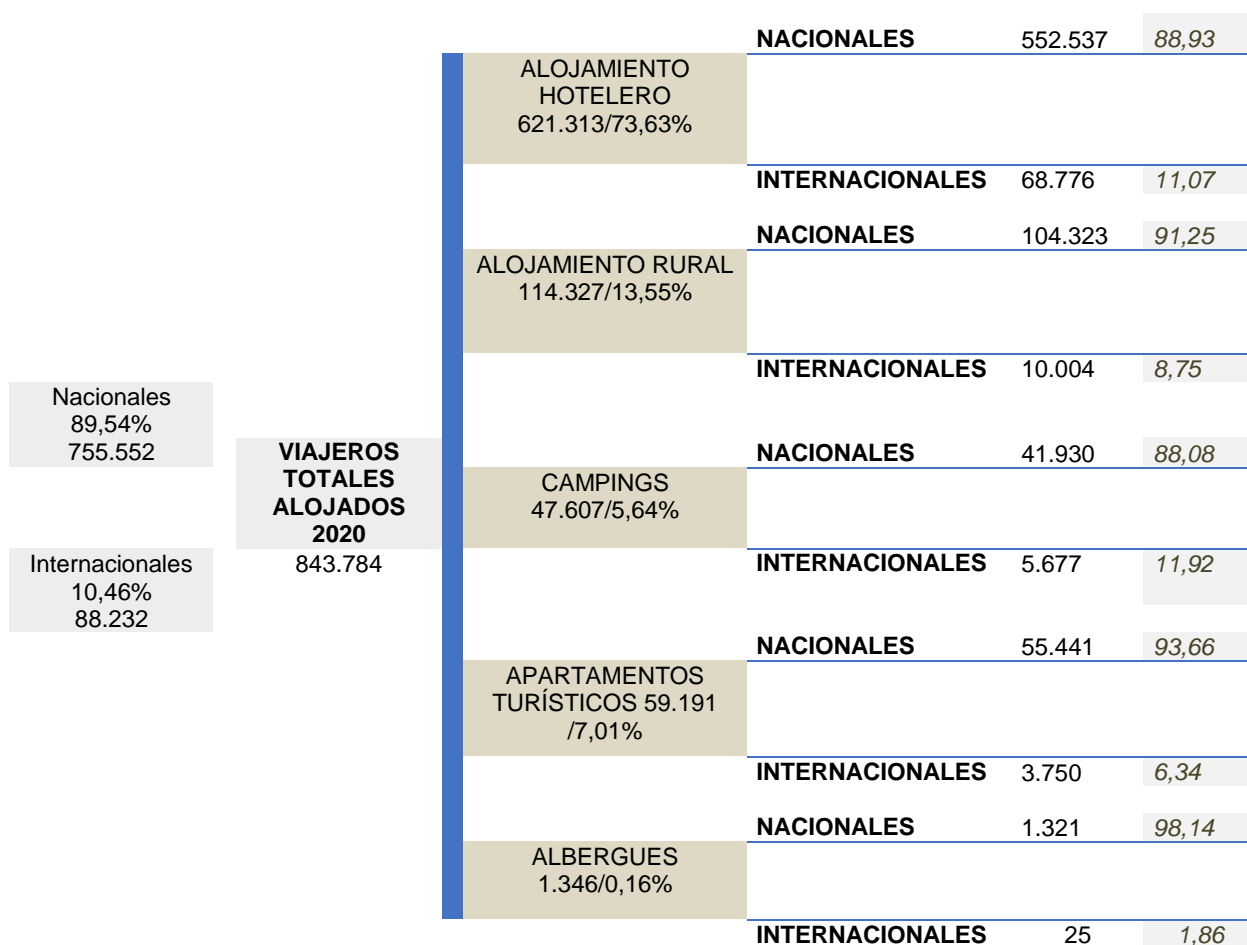 NACIONALES 552.537 88,93
ALOJAMIENTO
HOTELERO
621.313/73,63%
INTERNACIONALES 68.776 11,07
NACIONALES 104.323 91,25
ALOJAMIENTO RURAL
114.327/13,55%
INTERNACIONALES 10.004 8,75
Nacionales
89,54%
755.552
VIAJEROS
TOTALES
ALOJADOS
2020
843.784
NACIONALES 41.930 88,08
CAMPINGS
47.607/5,64%
Internacionales
10,46%
88.232
INTERNACIONALES 5.677 11,92
NACIONALES 55.441 93,66
APARTAMENTOS
TURÍSTICOS 59.191
/7,01%
INTERNACIONALES 3.750 6,34
NACIONALES 1.321 98,14
ALBERGUES
1.346/0,16%
INTERNACIONALES 25 1,86